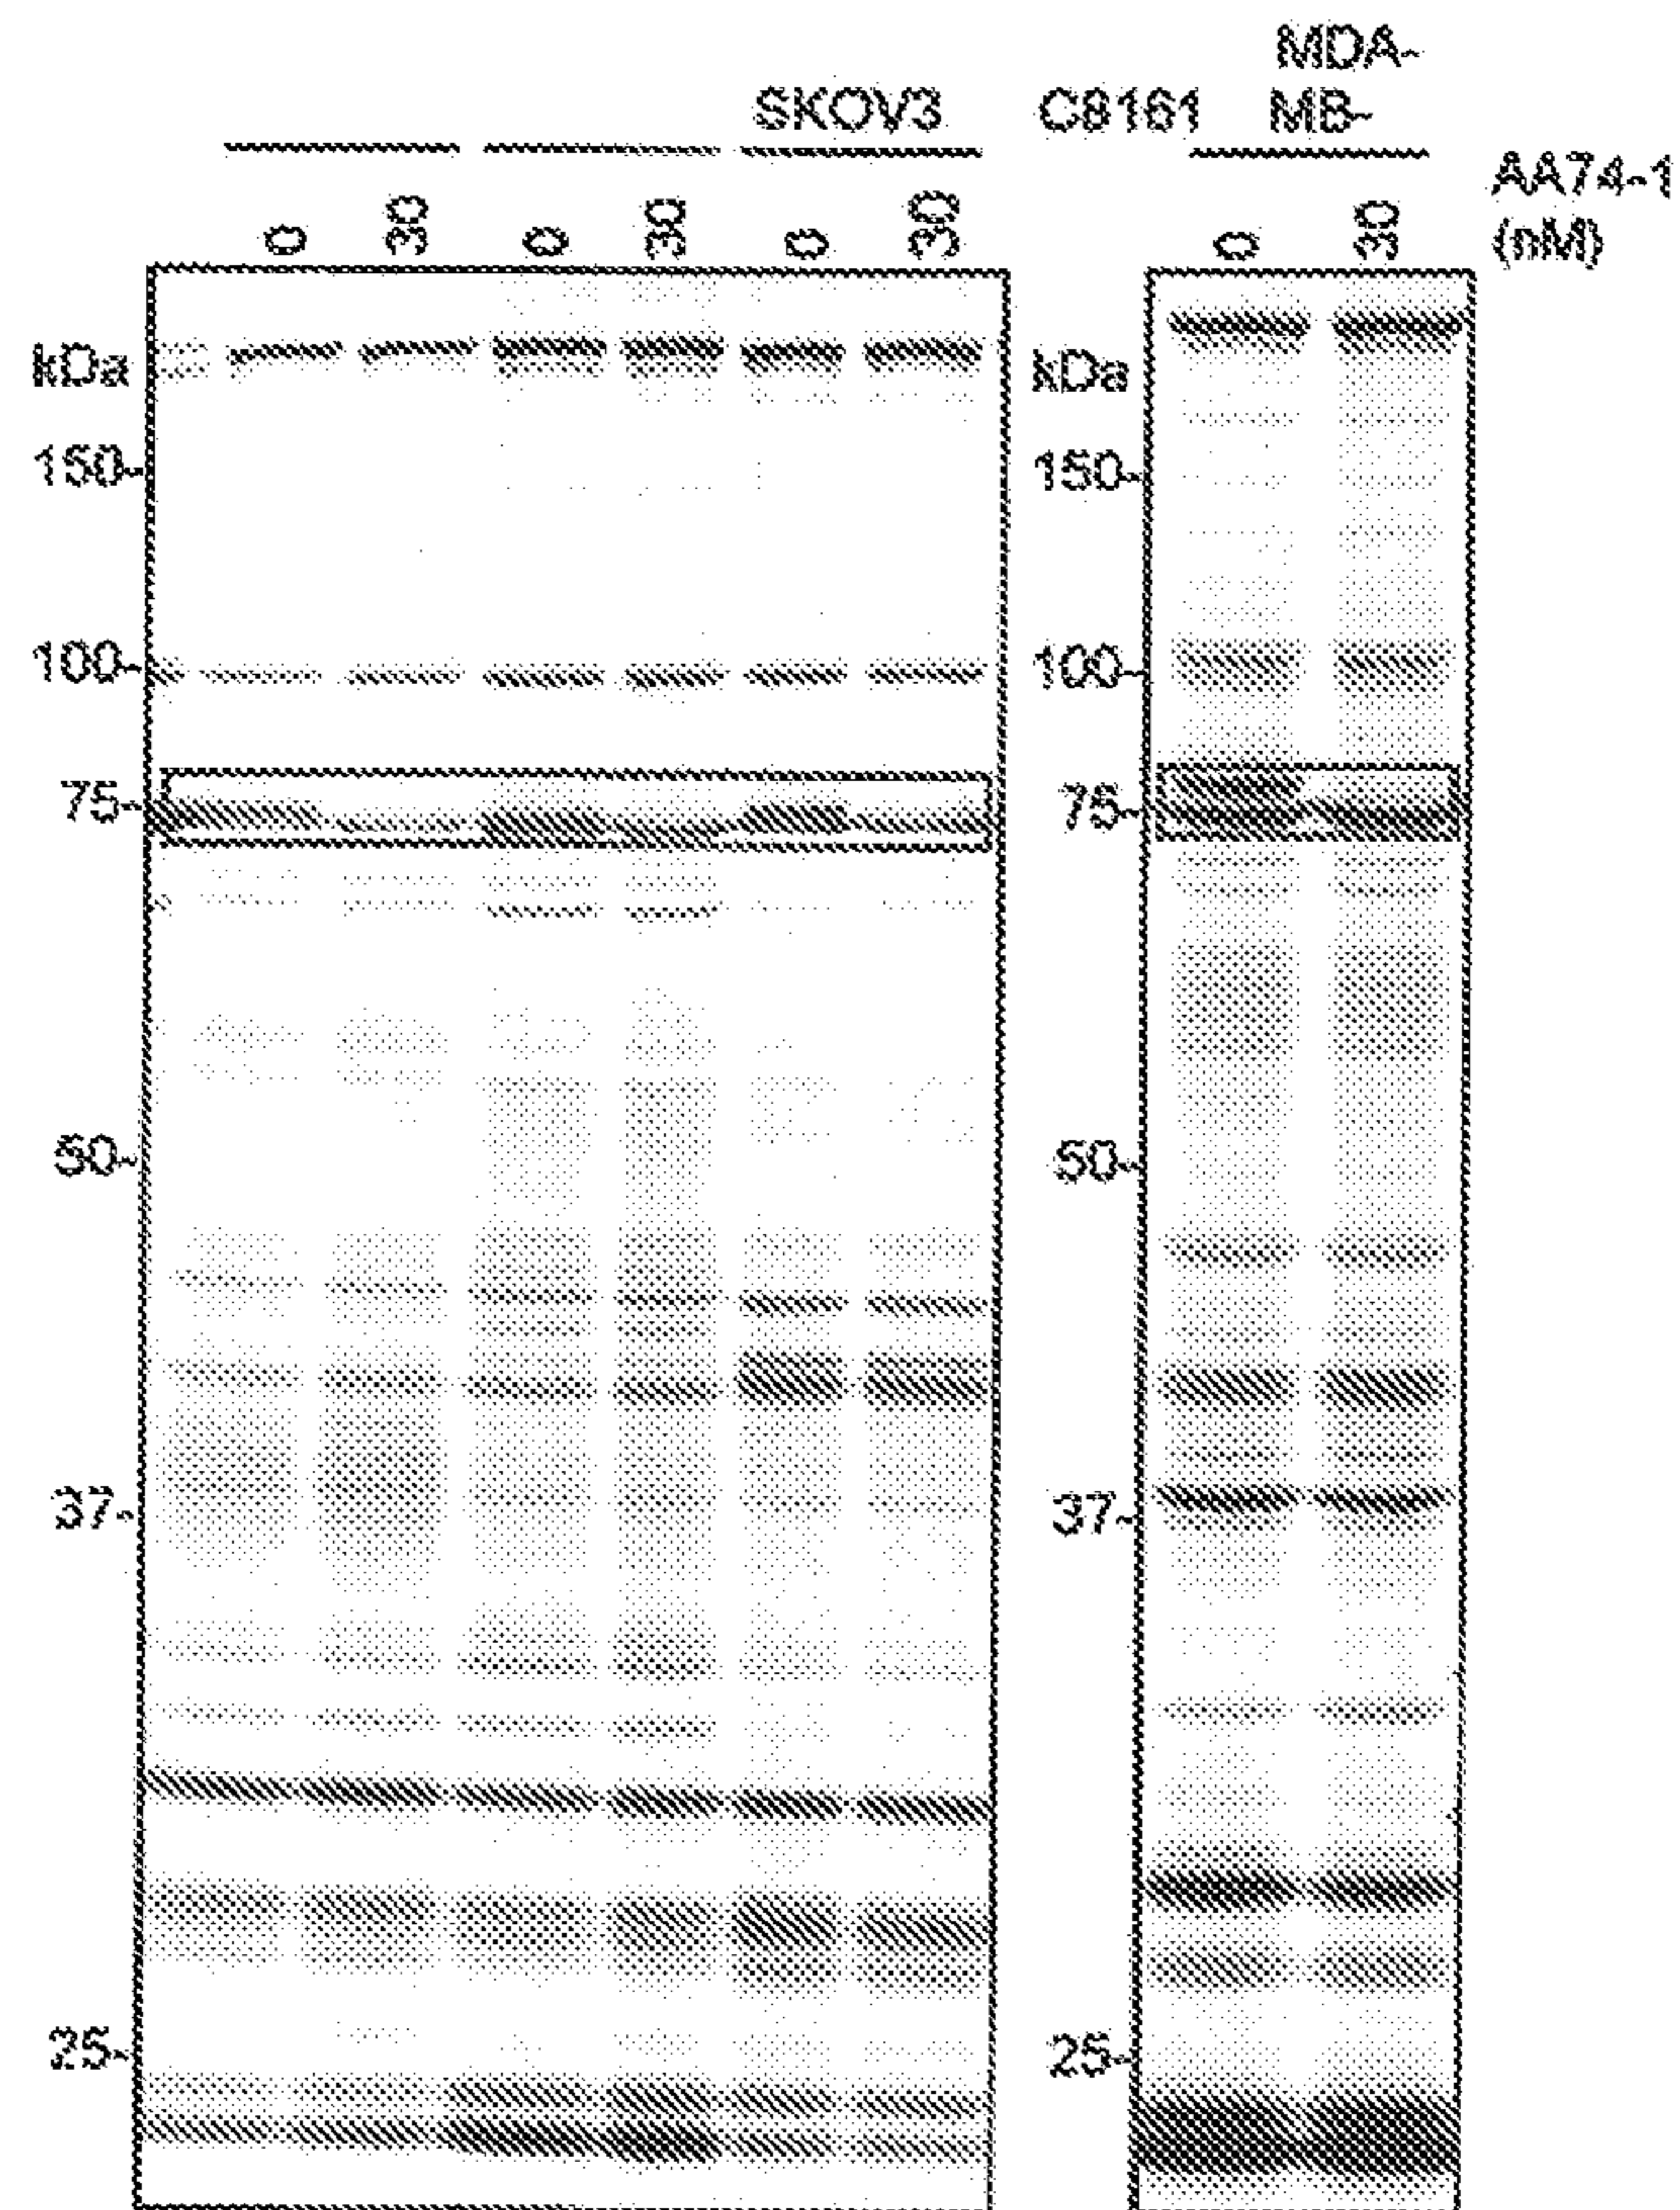 MDA-
SKOV3 C8161 MB-
AA74-1
(nM)
0 30 0 30 0 30 0 30
kDa kDa
150- 150-
100- 100-
75- 75-
50- 50-
37- 37-
25- 25-